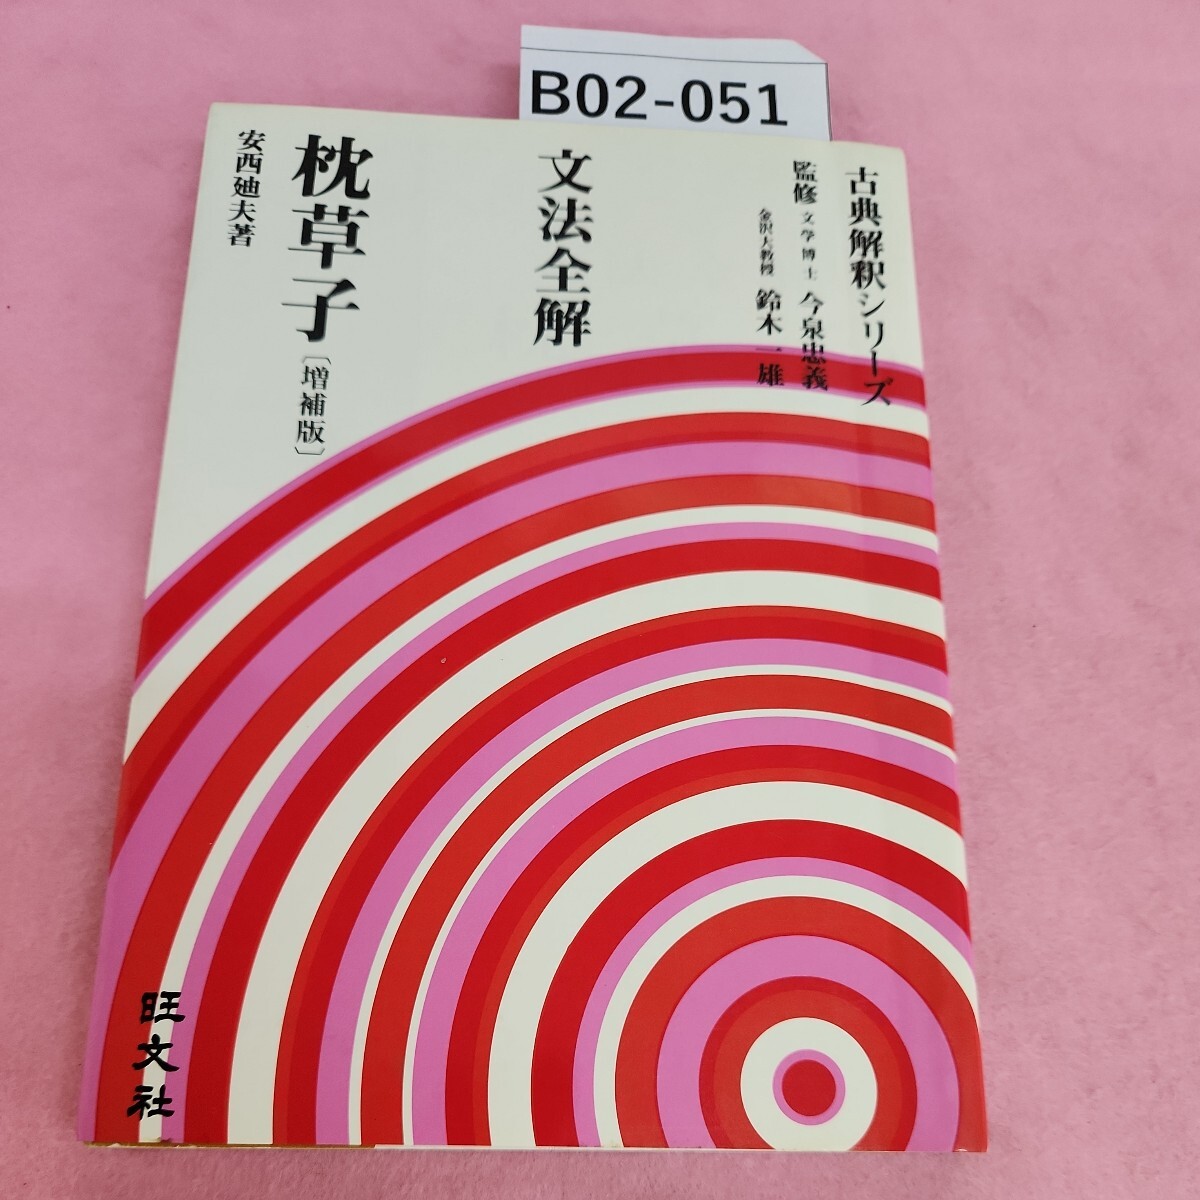 B02-051
古典解釈シリーズ
監修 文学博士 今泉忠義
金沢大教授 鈴木一雄
文法全解
枕草子〔増補版〕
安西廸夫著
旺文社